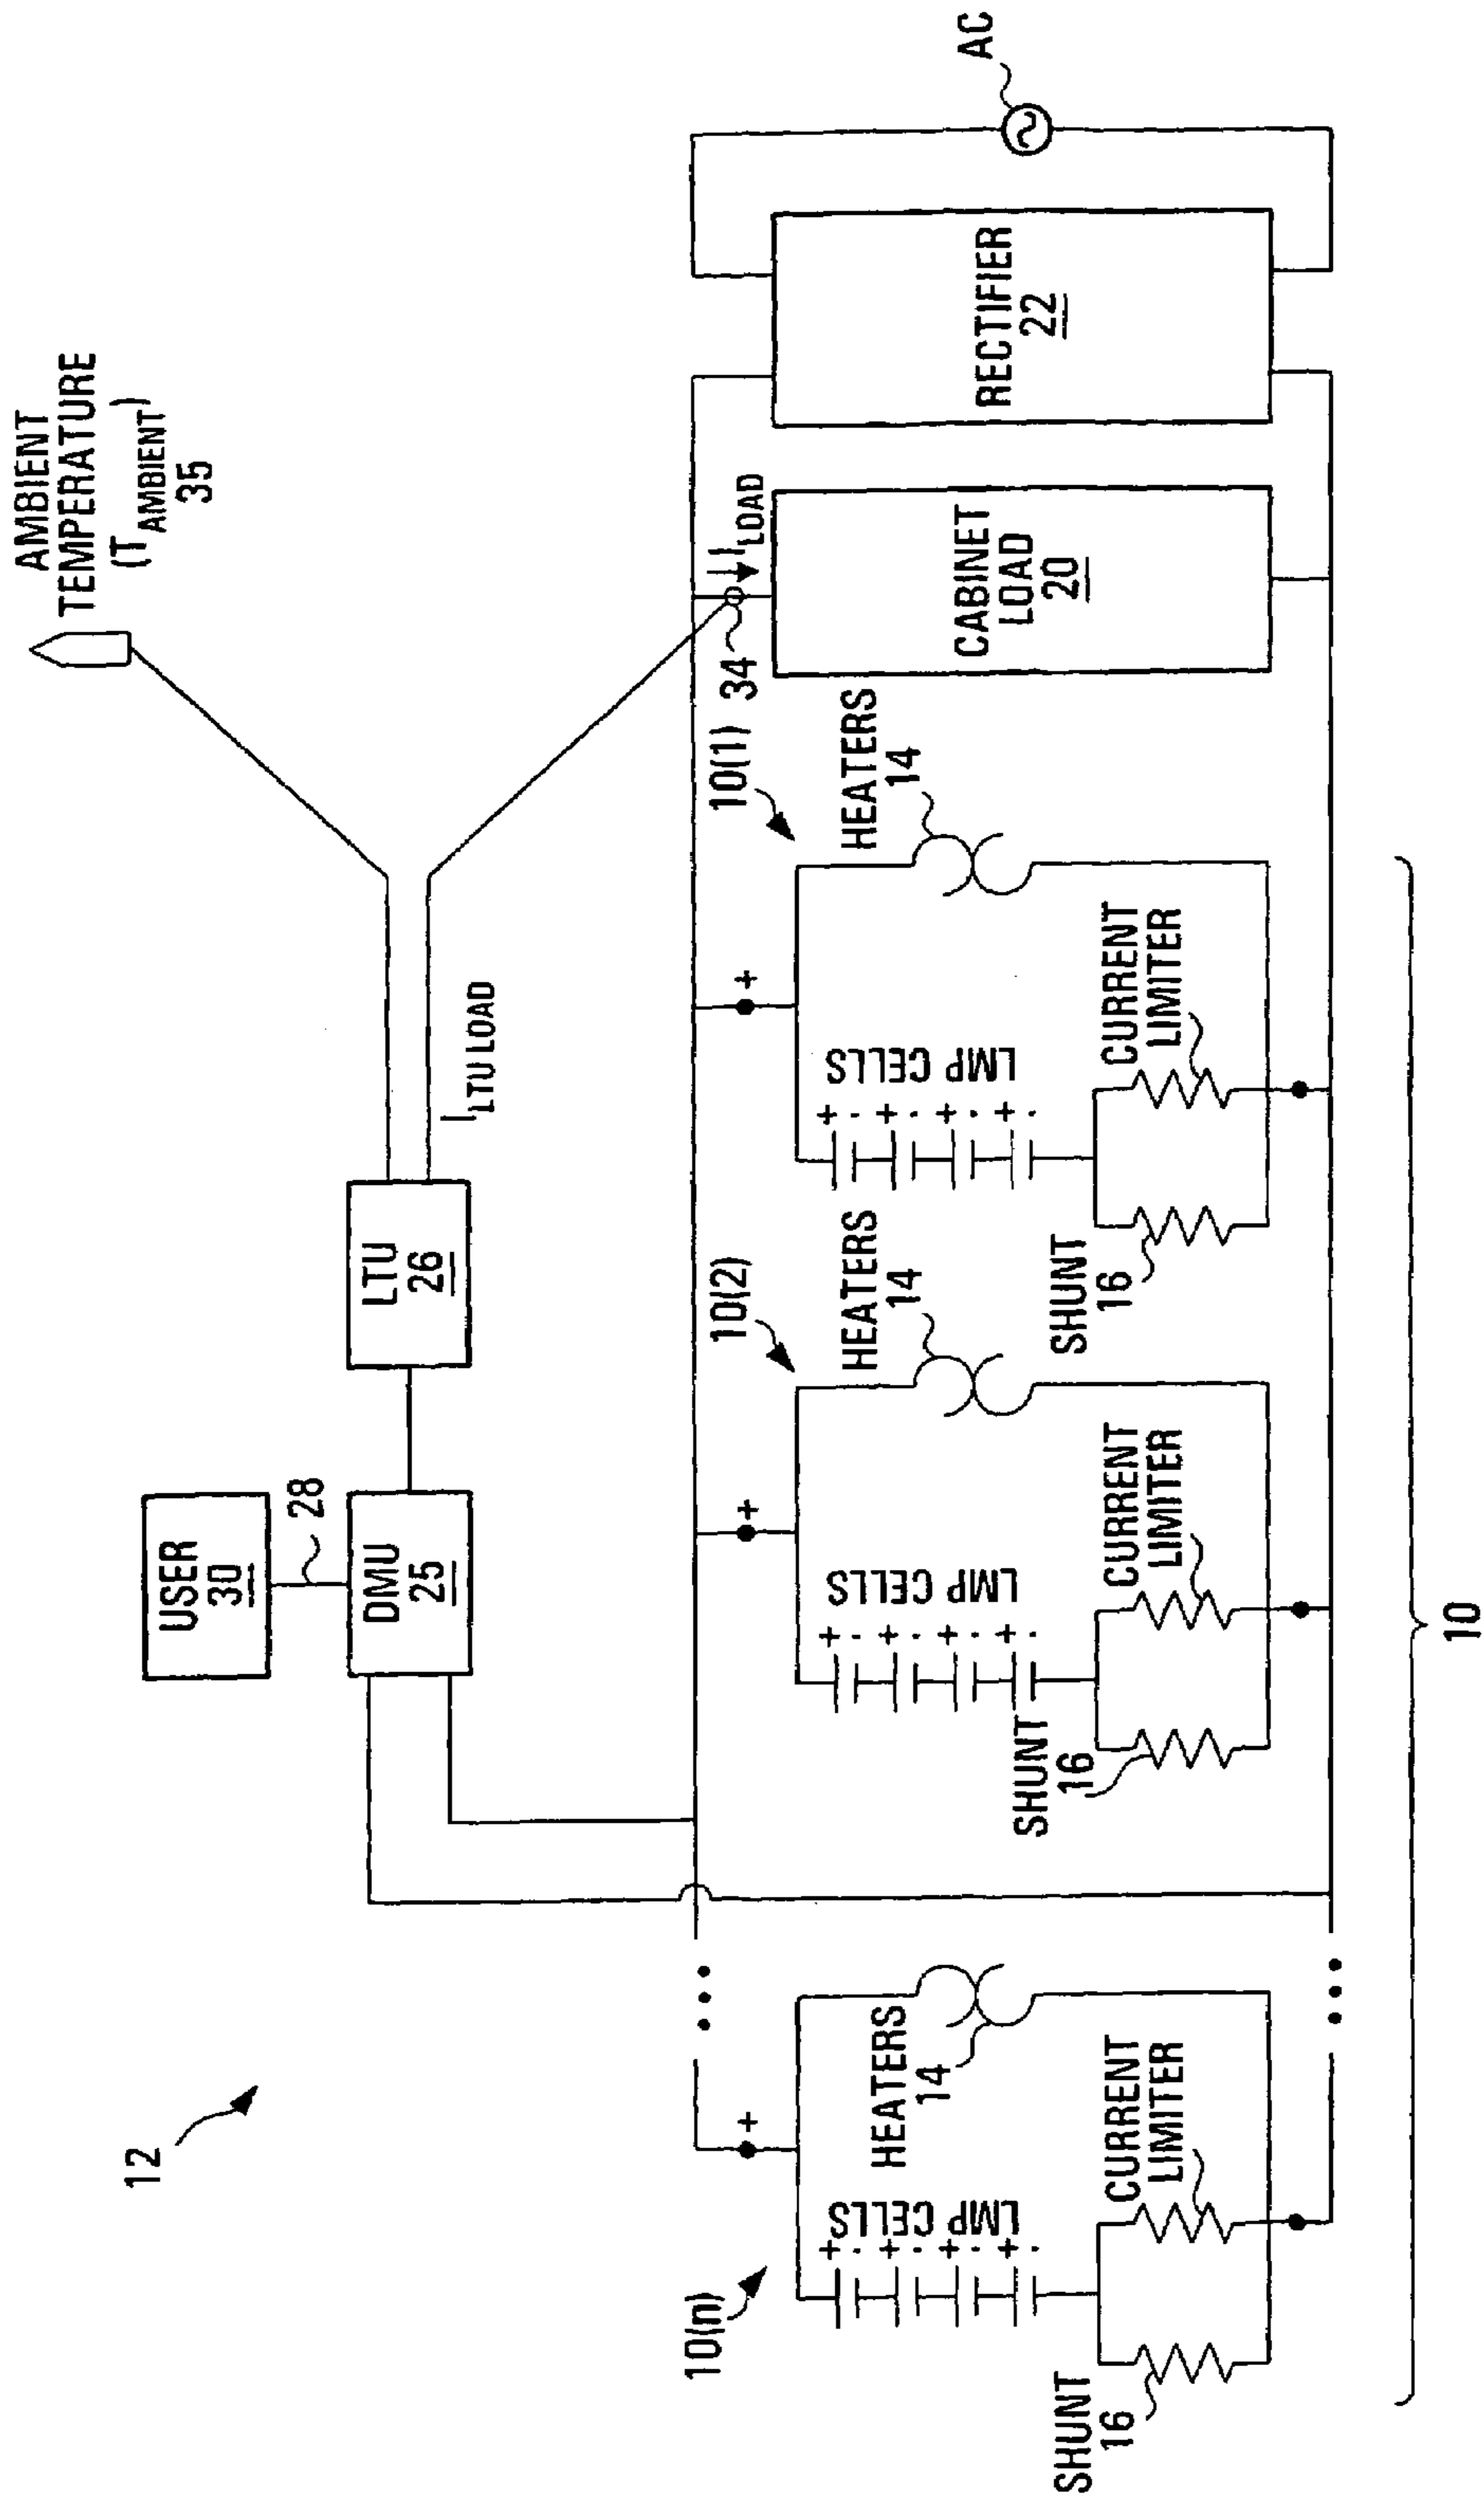 12
USER
30
28
DMU
25
LTU
26
I LTU LOAD
AMBIENT
TEMPERATURE
(T AMBIENT)
35
10(n)
+
LMP CELLS
+ - + - + - + -
HEATERS
14
SHUNT
16
CURRENT
LIMITER
10(2)
+
LMP CELLS
+ - + - + - + -
HEATERS
14
SHUNT
16
CURRENT
LIMITER
10(1)
+
LMP CELLS
+ - + - + - + -
HEATERS
14
SHUNT
16
CURRENT
LIMITER
34
I LOAD
CABINET
LOAD
20
RECTIFIER
22
AC
10